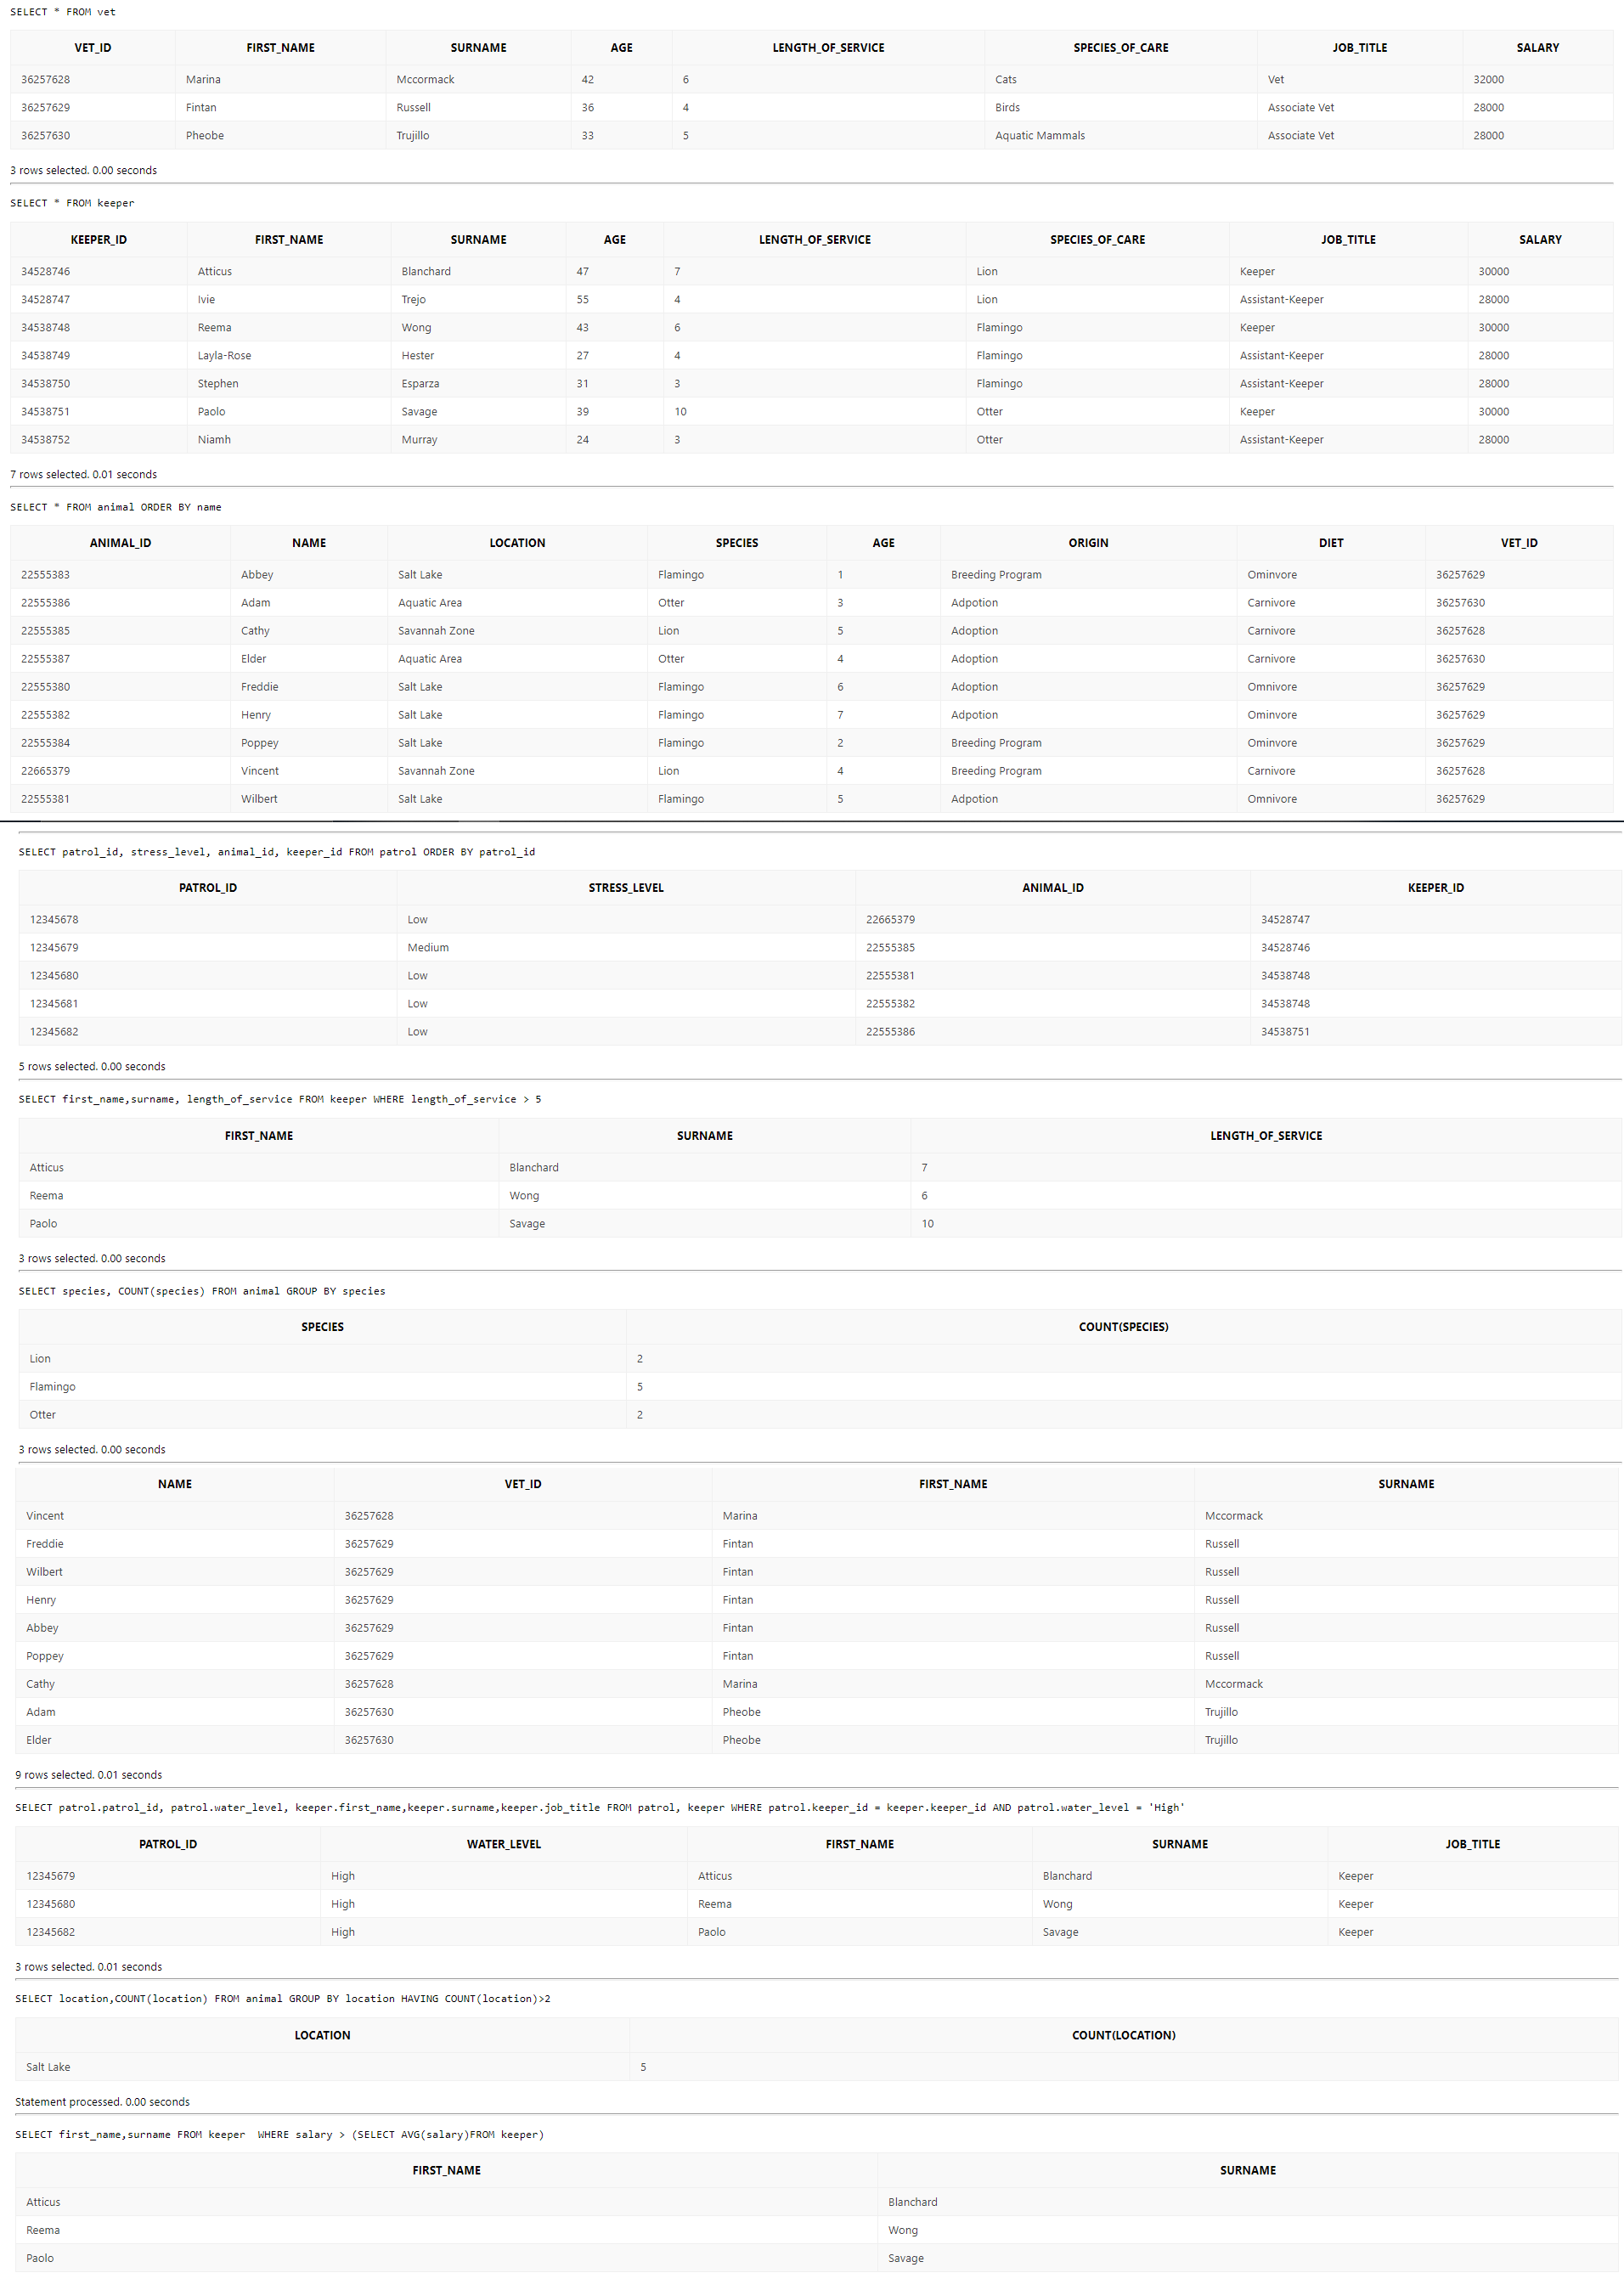 SELECT * FROM vet
VET_ID FIRST_NAME SURNAME AGE LENGTH_OF_SERVICE SPECIES_OF_CARE JOB_TITLE SALARY
36257628 Marina Mccormack 42 6 Cats Vet 32000
36257629 Fintan Russell 36 4 Birds Associate Vet 28000
36257630 Pheobe Trujillo 33 5 Aquatic Mammals Associate Vet 28000
3 rows selected. 0.00 seconds
SELECT * FROM keeper
KEEPER_ID FIRST_NAME SURNAME AGE LENGTH_OF_SERVICE SPECIES_OF_CARE JOB_TITLE SALARY
34528746 Atticus Blanchard 47 7 Lion Keeper 30000
34528747 Ivie Trejo 55 4 Lion Assistant-Keeper 28000
34538748 Reema Wong 43 6 Flamingo Keeper 30000
34538749 Layla-Rose Hester 27 4 Flamingo Assistant-Keeper 28000
34538750 Stephen Esparza 31 3 Flamingo Assistant-Keeper 28000
34538751 Paolo Savage 39 10 Otter Keeper 30000
34538752 Niamh Murray 24 3 Otter Assistant-Keeper 28000
7 rows selected. 0.01 seconds
SELECT * FROM animal ORDER BY name
ANIMAL_ID NAME LOCATION SPECIES AGE ORIGIN DIET VET_ID
22555383 Abbey Salt Lake Flamingo 1 Breeding Program Ominvore 36257629
22555386 Adam Aquatic Area Otter 3 Adpotion Carnivore 36257630
22555385 Cathy Savannah Zone Lion 5 Adoption Carnivore 36257628
22555387 Elder Aquatic Area Otter 4 Adoption Carnivore 36257630
22555380 Freddie Salt Lake Flamingo 6 Adoption Omnivore 36257629
22555382 Henry Salt Lake Flamingo 7 Adpotion Ominvore 36257629
22555384 Poppey Salt Lake Flamingo 2 Breeding Program Ominvore 36257629
22665379 Vincent Savannah Zone Lion 4 Breeding Program Carnivore 36257628
22555381 Wilbert Salt Lake Flamingo 5 Adpotion Omnivore 36257629
SELECT patrol_id, stress_level, animal_id, keeper_id FROM patrol ORDER BY patrol_id
PATROL_ID STRESS_LEVEL ANIMAL_ID KEEPER_ID
12345678 Low 22665379 34528747
12345679 Medium 22555385 34528746
12345680 Low 22555381 34538748
12345681 Low 22555382 34538748
12345682 Low 22555386 34538751
5 rows selected. 0.00 seconds
SELECT first_name,surname, length_of_service FROM keeper WHERE length_of_service > 5
FIRST_NAME SURNAME LENGTH_OF_SERVICE
Atticus Blanchard 7
Reema Wong 6
Paolo Savage 10
3 rows selected. 0.00 seconds
SELECT species, COUNT(species) FROM animal GROUP BY species
SPECIES COUNT(SPECIES)
Lion 2
Flamingo 5
Otter 2
3 rows selected. 0.00 seconds
NAME VET_ID FIRST_NAME SURNAME
Vincent 36257628 Marina Mccormack
Freddie 36257629 Fintan Russell
Wilbert 36257629 Fintan Russell
Henry 36257629 Fintan Russell
Abbey 36257629 Fintan Russell
Poppey 36257629 Fintan Russell
Cathy 36257628 Marina Mccormack
Adam 36257630 Pheobe Trujillo
Elder 36257630 Pheobe Trujillo
9 rows selected. 0.01 seconds
SELECT patrol.patrol_id, patrol.water_level, keeper.first_name,keeper.surname,keeper.job_title FROM patrol, keeper WHERE patrol.keeper_id = keeper.keeper_id AND patrol.water_level = 'High'
PATROL_ID WATER_LEVEL FIRST_NAME SURNAME JOB_TITLE
12345679 High Atticus Blanchard Keeper
12345680 High Reema Wong Keeper
12345682 High Paolo Savage Keeper
3 rows selected. 0.01 seconds
SELECT location,COUNT(location) FROM animal GROUP BY location HAVING COUNT(location)>2
LOCATION COUNT(LOCATION)
Salt Lake 5
Statement processed. 0.00 seconds
SELECT first_name,surname FROM keeper  WHERE salary > (SELECT AVG(salary)FROM keeper)
FIRST_NAME SURNAME
Atticus Blanchard
Reema Wong
Paolo Savage